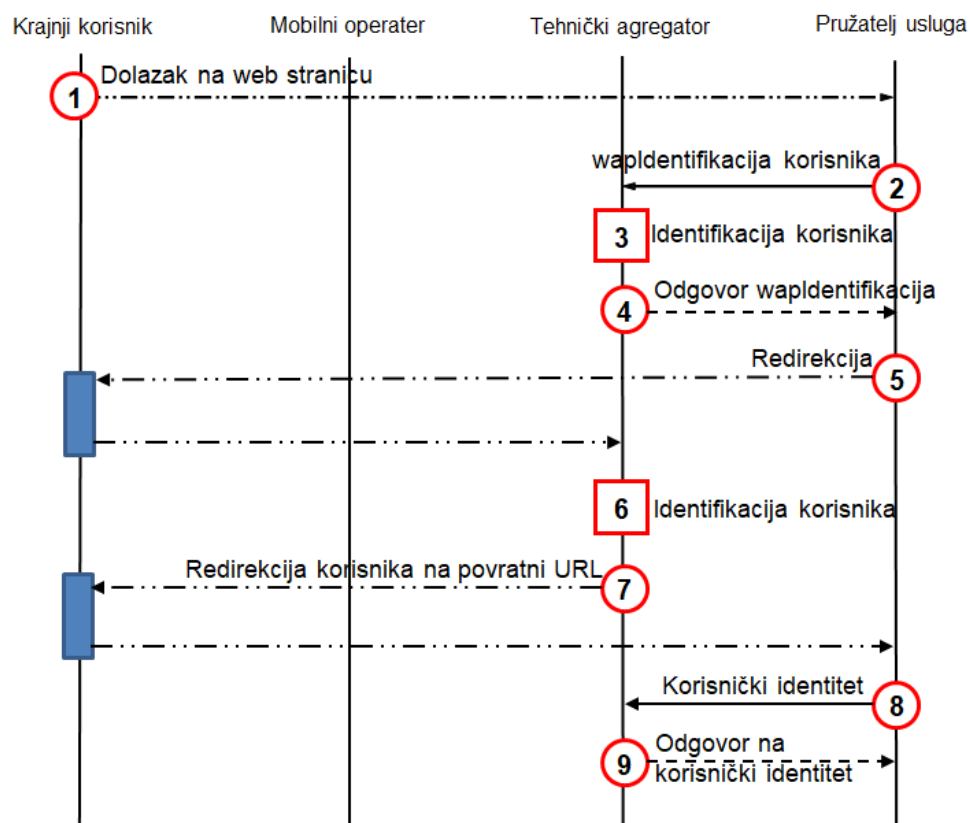 Krajnji korisnik
Mobilni operater
Tehnički agregator
Pružatelj usluga
Dolazak na web stranicu
1
wapIdentifikacija korisnika
2
3
Identifikacija korisnika
Odgovor wapIdentifikacija
4
Redirekcija
5
6
Identifikacija korisnika
Redirekcija korisnika na povratni URL
7
Korisnički identitet
8
Odgovor na
9
korisnički identitet